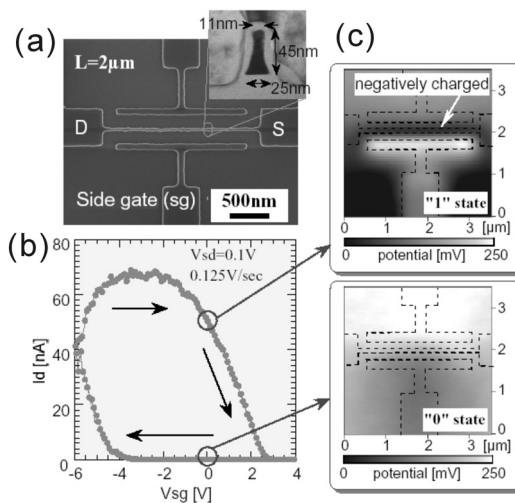 (a)
L=2μm
11nm
45nm
25nm
D
S
Side gate (sg)
500nm
(b)
Vsd=0.1V
0.125V/sec
80
60
40
20
0
Id [nA]
-6
-4
-2
0
2
4
Vsg [V]
(c)
negatively charged
3
2
1
0
"1" state
0
1
2
3
[μm]
potential [mV]
0
250
3
2
1
0
"0" state
0
1
2
3
[μm]
potential [mV]
0
250